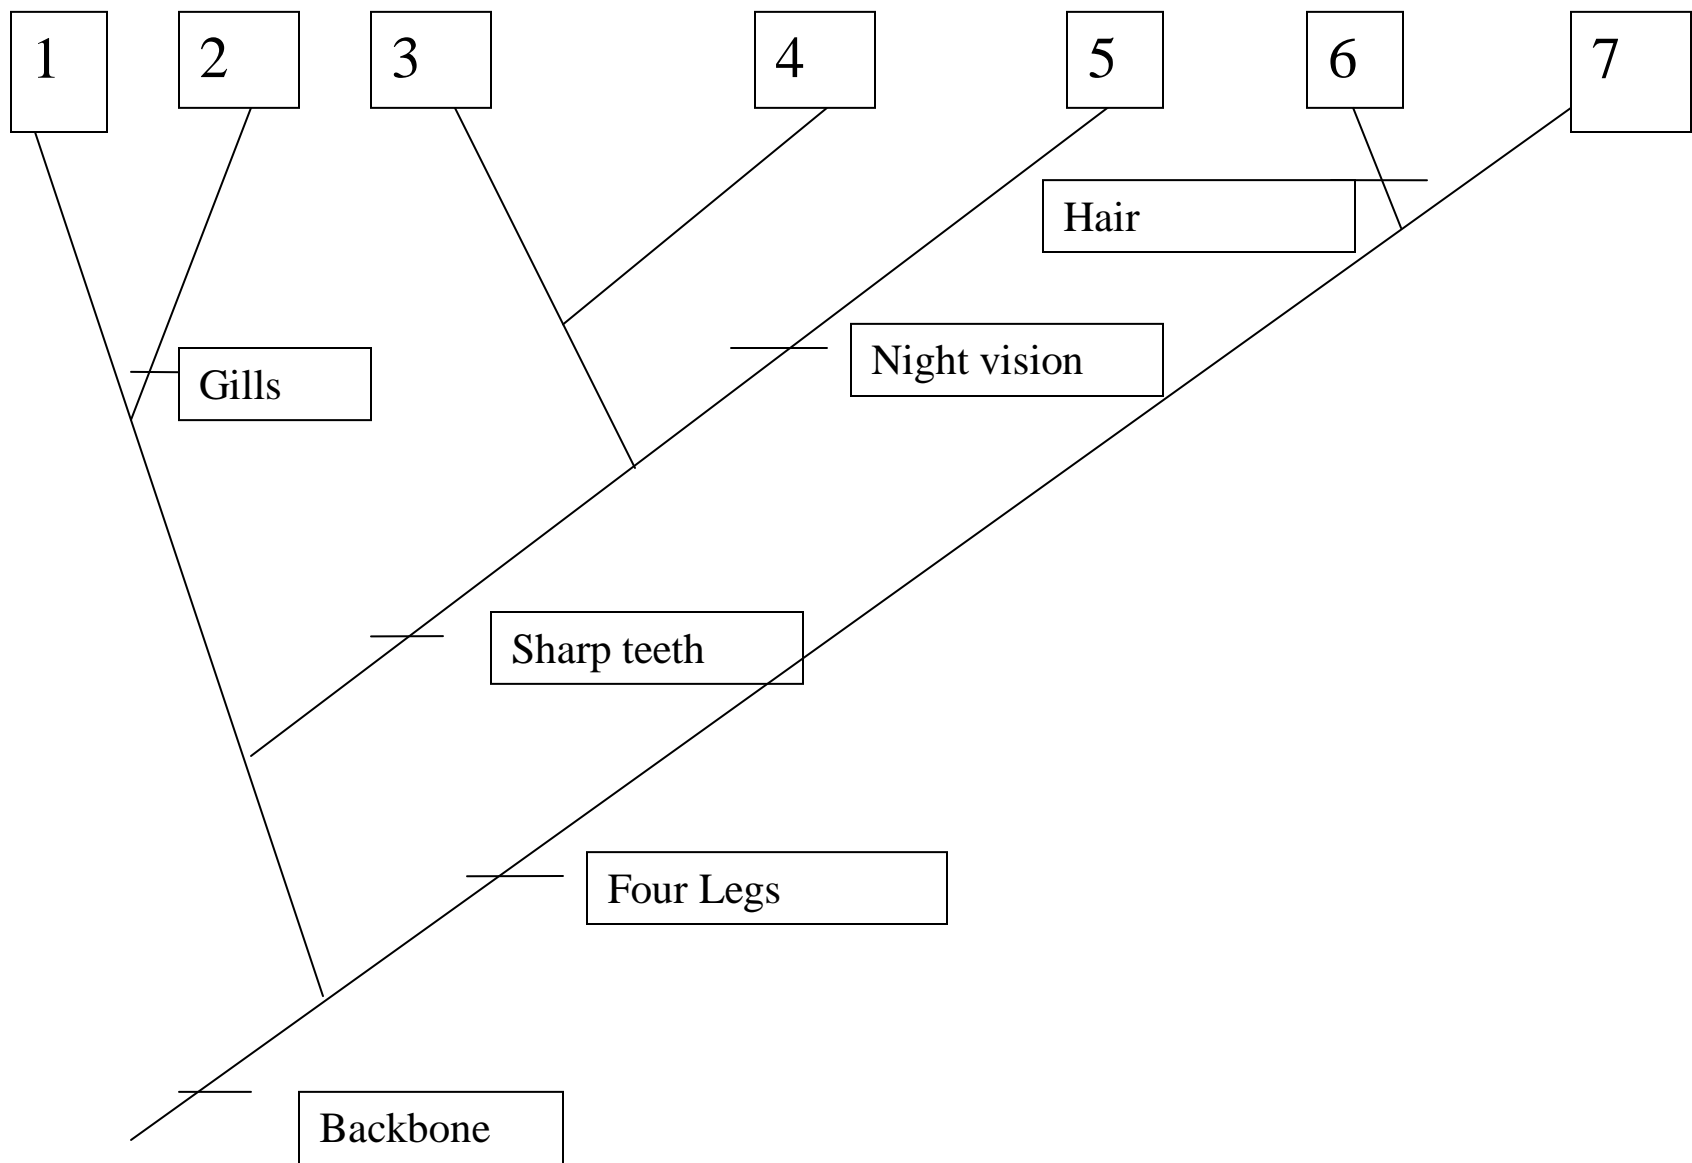 1 2 3 4 5 6 7
Hair
Night vision
Gills
Sharp teeth
Four Legs
Backbone